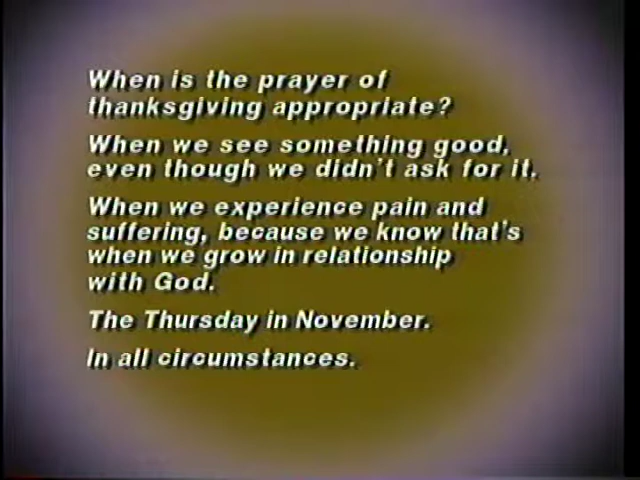 When is the prayer of
thanksgiving appropriate?
When we see something good,
even though we didn't ask for it.
When we experience pain and
suffering, because we know that's
when we grow in relationship
with God.
The Thursday in November.
In all circumstances.